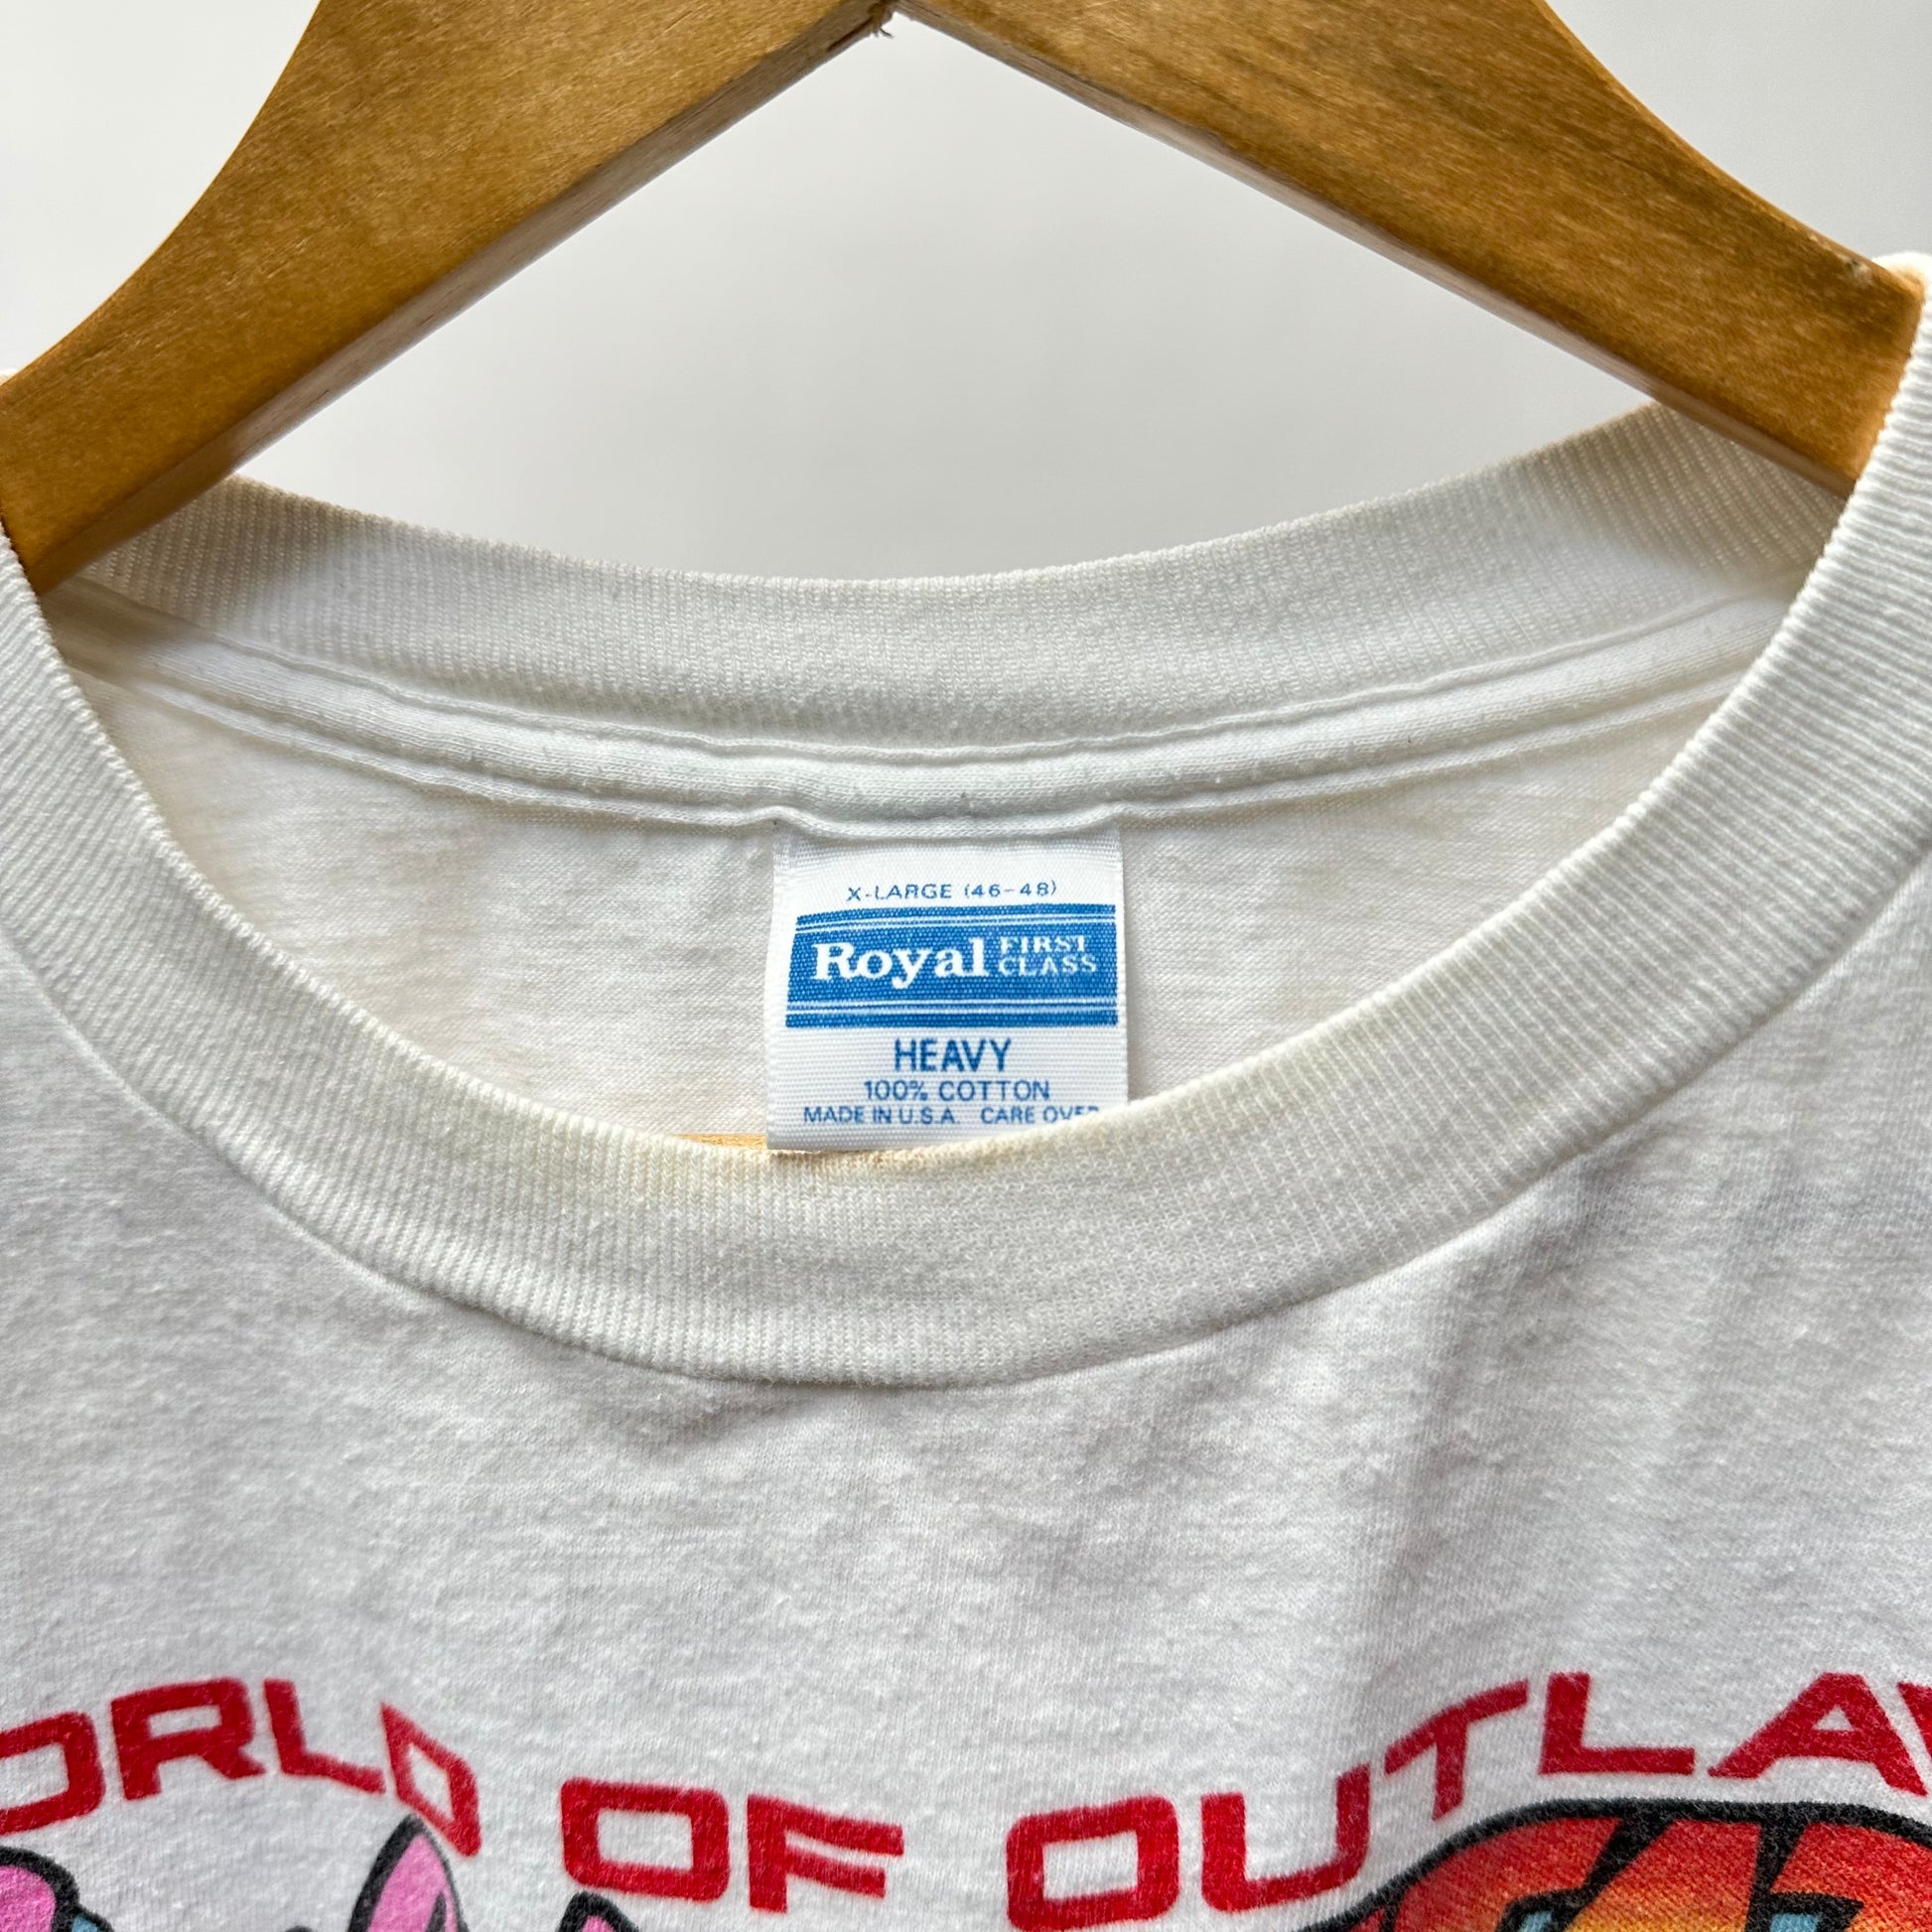 X-LARGE (46-48)
Royal FIRST CLASS
HEAVY
100% COTTON
MADE IN U.S.A. CARE OVER
ORLD OF OUTLA